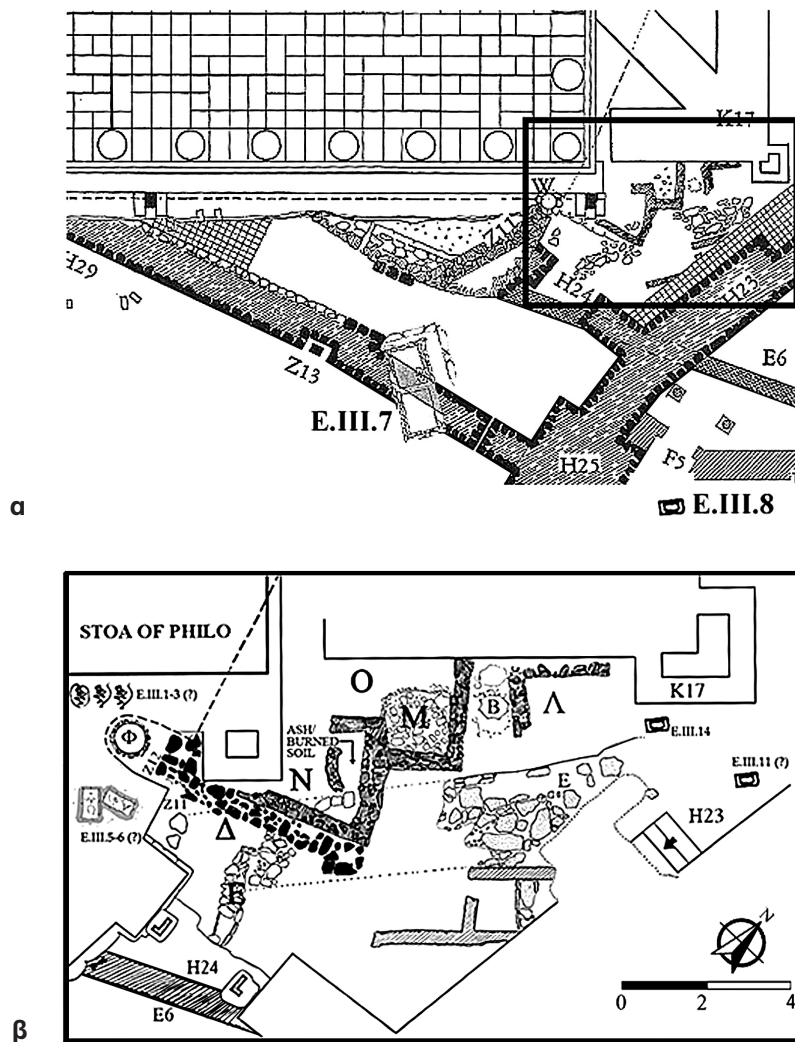 K17
W
Z11
H24
H23
H29
Z13
E6
E.III.7
F5
H25
α
E.III.8
STOA OF PHILO
E.III.1-3 (?)
O
M
B
Λ
K17
Φ
ASH/
BURNED
SOIL
E.III.14
Z12
N
E
E.III.11 (?)
Z11
Δ
H23
E.III.5-6 (?)
E
N
H24
E6
0 2 4
β